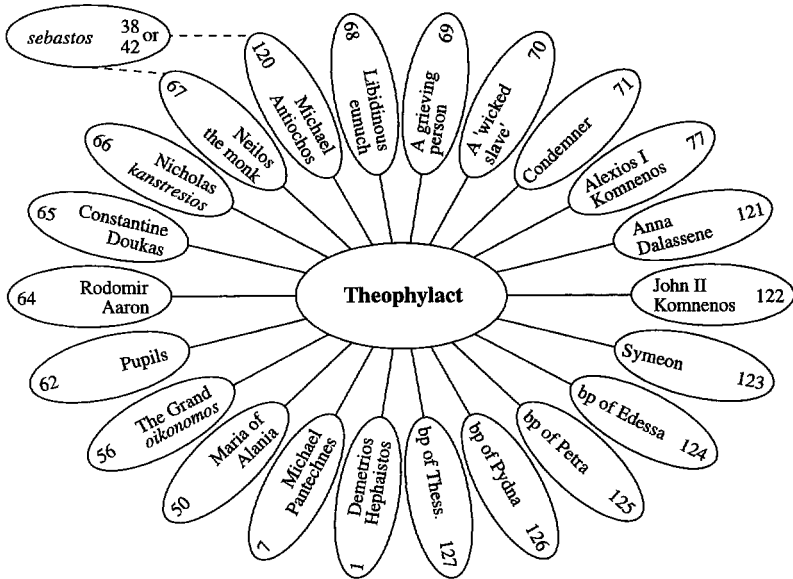 sebastos 38 or
42
120
Michael
Antiochos
68
Libidinous
eunuch
69
A grieving
person
70
A 'wicked
slave'
71
Condemner
77
Alexios I
Komnenos
121
Anna
Dalassene
John II
Komnenos 122
Symeon
123
bp of Edessa
124
bp of Petra
125
bp of Pydna
126
bp of Thess.
127
Demetrios
Hephaistos
1
Michael
Pantechnes
7
Maria of
Alania
50
The Grand
oikonomos
56
Pupils
62
64 Rodomir
Aaron
65 Constantine
Doukas
66
Nicholas
kanstresios
67
Neilos
the monk
Theophylact